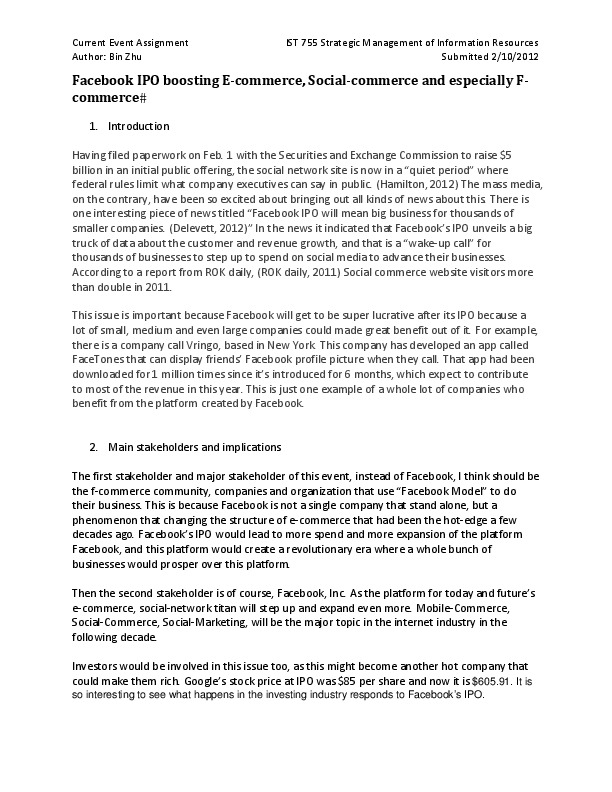 Current Event Assignment IST 755 Strategic Management of Information Resources
Author: Bin Zhu Submitted 2/10/2012
Facebook IPO boosting E-commerce, Social-commerce and especially F-
commerce#
1. Introduction
Having filed paperwork on Feb. 1 with the Securities and Exchange Commission to raise $5
billion in an initial public offering, the social network site is now in a “quiet period” where
federal rules limit what company executives can say in public. (Hamilton, 2012) The mass media,
on the contrary, have been so excited about bringing out all kinds of news about this. There is
one interesting piece of news titled “Facebook IPO will mean big business for thousands of
smaller companies. (Delevett, 2012)” In the news it indicated that Facebook’s IPO unveils a big
truck of data about the customer and revenue growth, and that is a “wake-up call” for
thousands of businesses to step up to spend on social media to advance their businesses.
According to a report from ROK daily, (ROK daily, 2011) Social commerce website visitors more
than double in 2011.
This issue is important because Facebook will get to be super lucrative after its IPO because a
lot of small, medium and even large companies could made great benefit out of it. For example,
there is a company call Vringo, based in New York. This company has developed an app called
FaceTones that can display friends’ Facebook profile picture when they call. That app had been
downloaded for 1 million times since it’s introduced for 6 months, which expect to contribute
to most of the revenue in this year. This is just one example of a whole lot of companies who
benefit from the platform created by Facebook.
2. Main stakeholders and implications
The first stakeholder and major stakeholder of this event, instead of Facebook, I think should be
the f-commerce community, companies and organization that use “Facebook Model” to do
their business. This is because Facebook is not a single company that stand alone, but a
phenomenon that changing the structure of e-commerce that had been the hot-edge a few
decades ago. Facebook’s IPO would lead to more spend and more expansion of the platform
Facebook, and this platform would create a revolutionary era where a whole bunch of
businesses would prosper over this platform.
Then the second stakeholder is of course, Facebook, Inc. As the platform for today and future’s
e-commerce, social-network titan will step up and expand even more. Mobile-Commerce,
Social-Commerce, Social-Marketing, will be the major topic in the internet industry in the
following decade.
Investors would be involved in this issue too, as this might become another hot company that
could make them rich. Google’s stock price at IPO was $85 per share and now it is $605.91. It is
so interesting to see what happens in the investing industry responds to Facebook’s IPO.